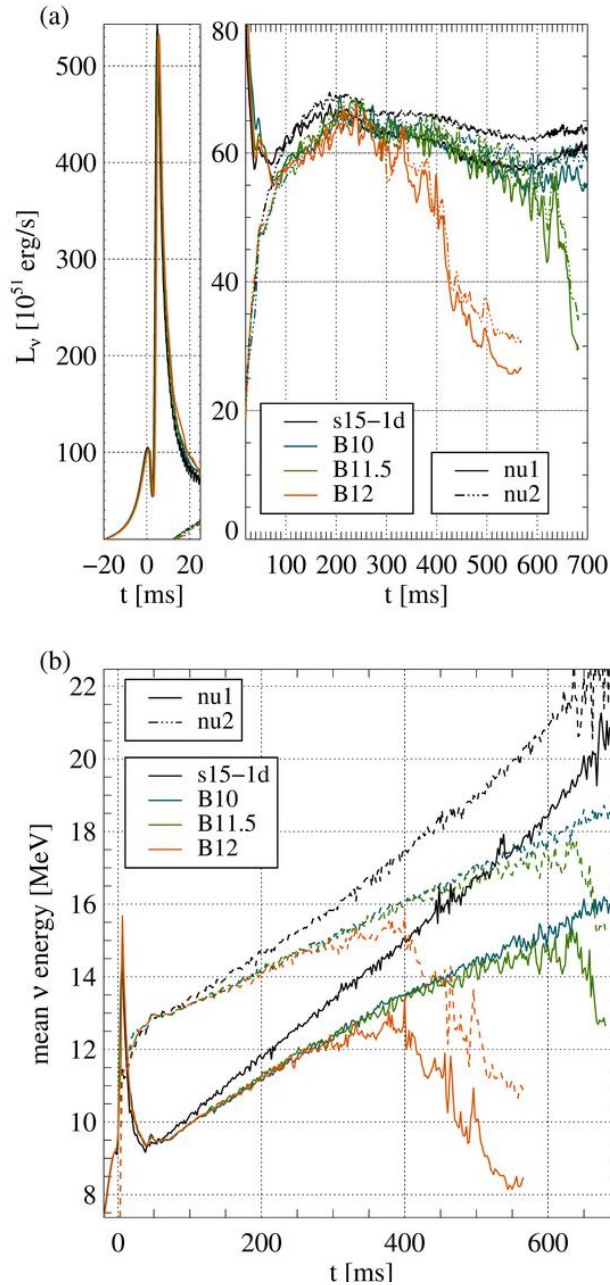 (a)
500
400
300
200
100
L_ν [10^51 erg/s]
−20 0 20
t [ms]
80
60
40
20
0
s15−1d
B10
B11.5
B12
nu1
nu2
100 200 300 400 500 600 700
t [ms]
(b)
22
20
18
16
14
12
10
8
mean ν energy [MeV]
nu1
nu2
s15−1d
B10
B11.5
B12
0 200 400 600
t [ms]